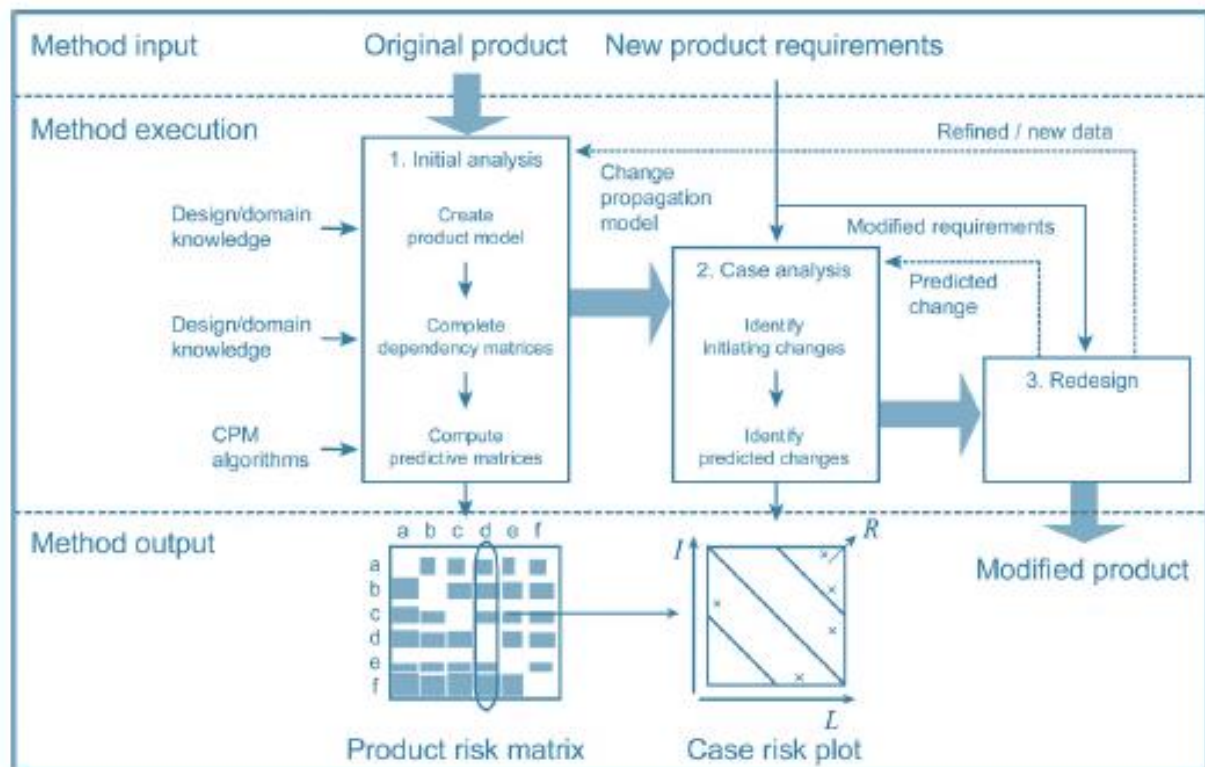 Method input
Original product
New product requirements
Method execution
Refined / new data
1. Initial analysis
Change
propagation
model
Design/domain
knowledge
Create
product model
Modified requirements
2. Case analysis
Predicted
change
Design/domain
knowledge
Complete
dependency matrices
Identify
initiating changes
3. Redesign
CPM
algorithms
Compute
predictive matrices
Identify
predicted changes
Method output
a b c d e f
a
b
c
d
e
f
I
R
L
Modified product
Product risk matrix
Case risk plot